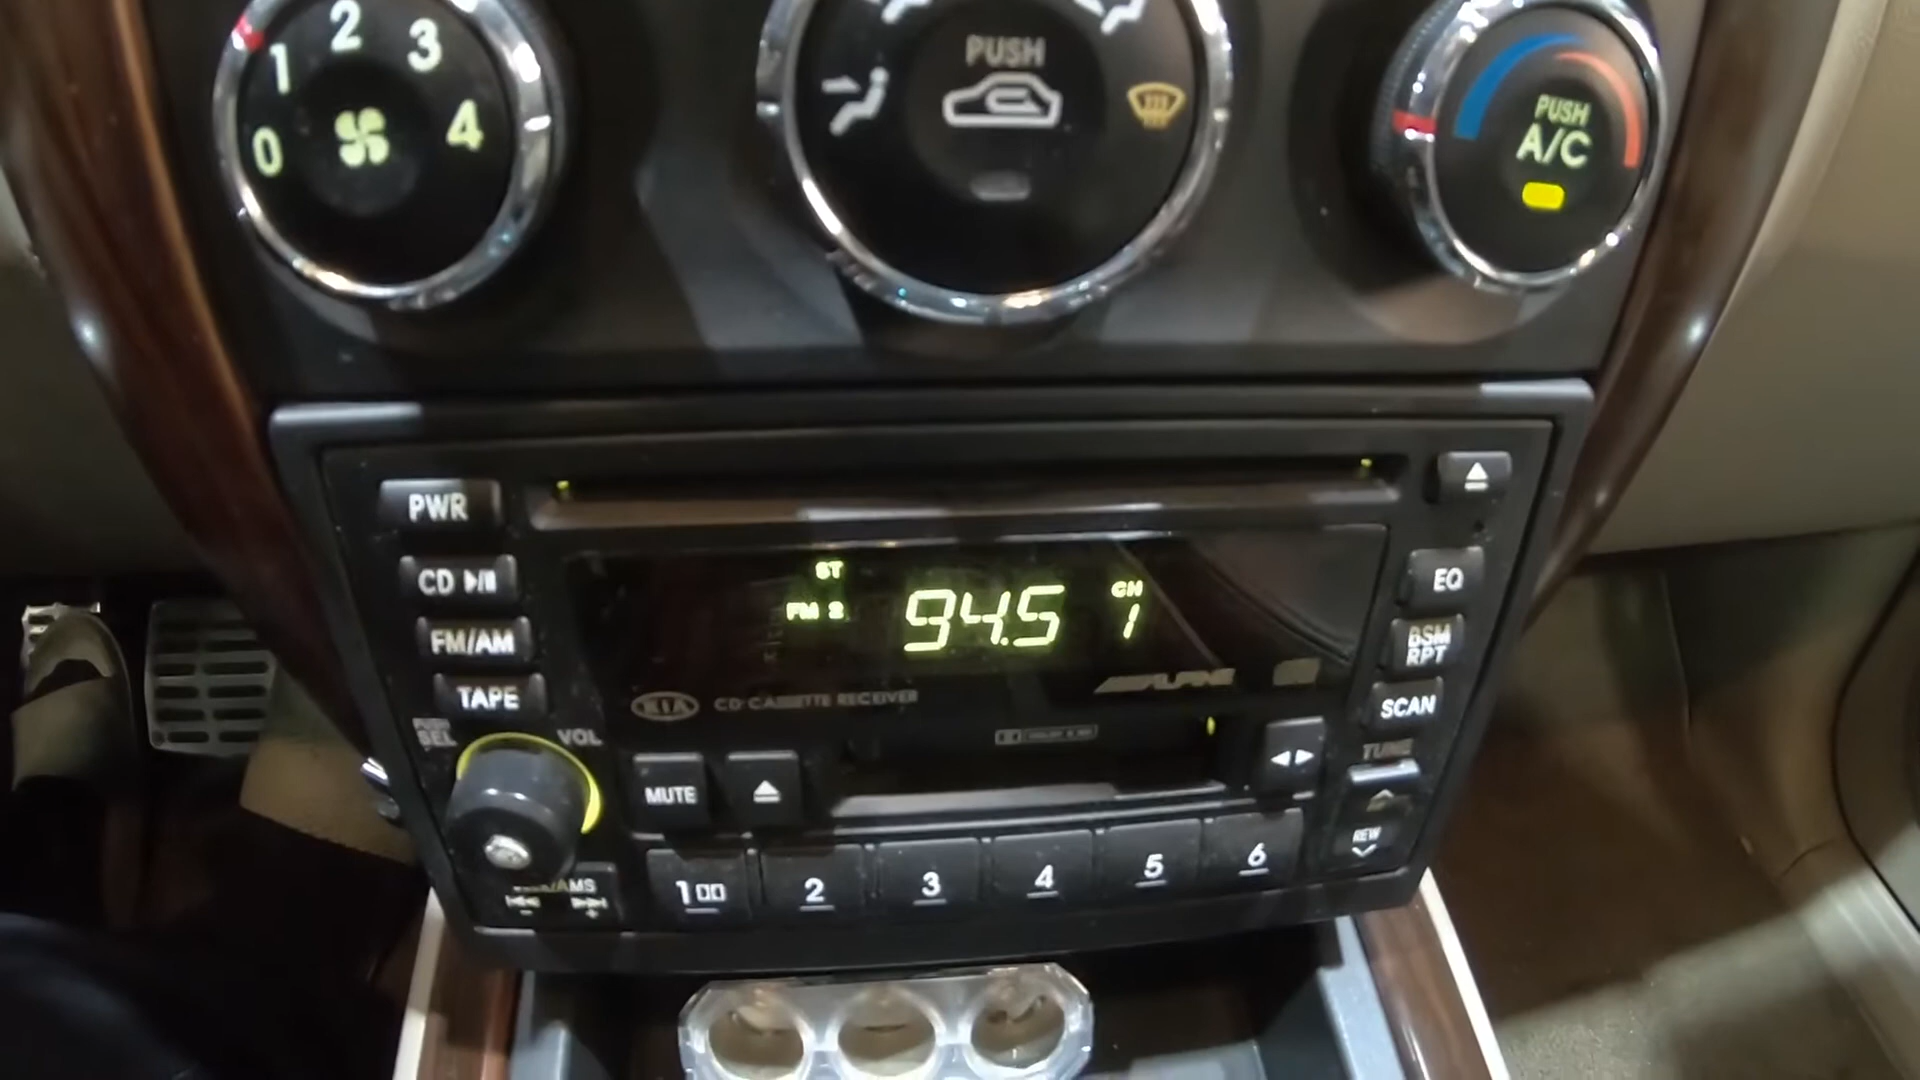 0 1 2 3 4
PUSH
PUSH
A/C
PWR
CD
FM/AM
TAPE
SEL
VOL
ST
FM 2
94.5
CH
1
KIA CD CASSETTE RECEIVER
ALPINE
EQ
BSM
RPT
SCAN
TUNE
REW
MUTE
1 2 3 4 5 6